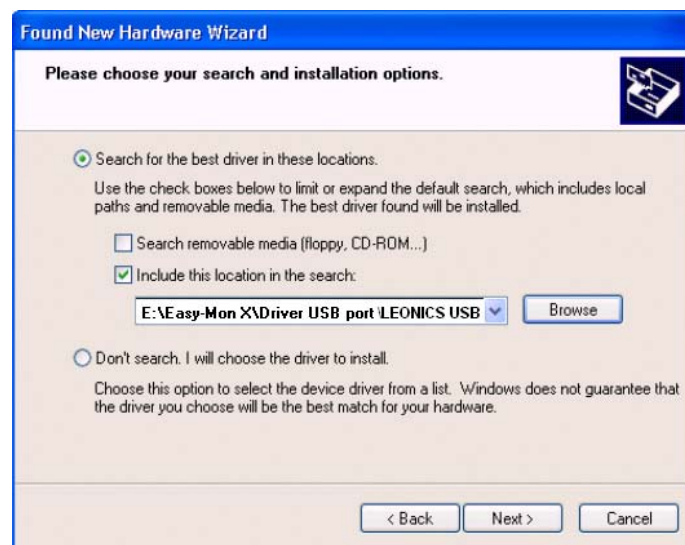 Found New Hardware Wizard
Please choose your search and installation options.
Search for the best driver in these locations.
Use the check boxes below to limit or expand the default search, which includes local
paths and removable media. The best driver found will be installed.
Search removable media (floppy, CD-ROM...)
Include this location in the search:
E:\Easy-Mon X\Driver USB port \LEONICS USB
Browse
Don't search. I will choose the driver to install.
Choose this option to select the device driver from a list. Windows does not guarantee that
the driver you choose will be the best match for your hardware.
< Back Next > Cancel